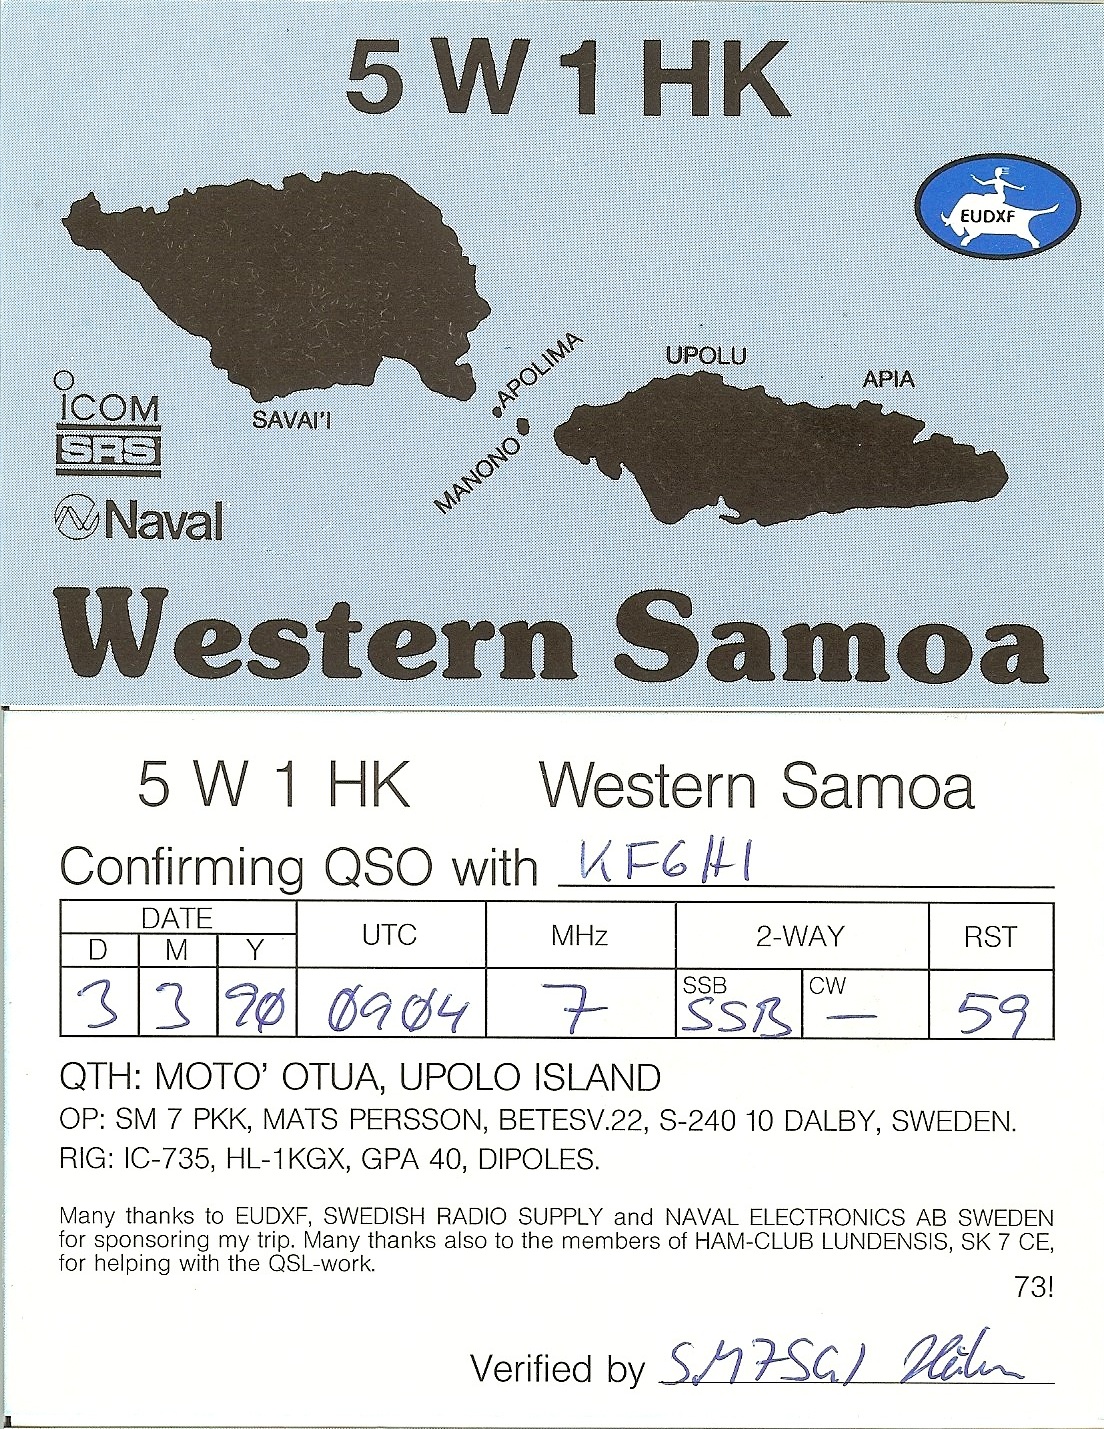 5 W 1 HK
EUDXF
APOLIMA
UPOLU
APIA
ICOM
SAVAI'I
SRS
MANONO
Naval
Western Samoa
5 W 1 HK Western Samoa
Confirming QSO with KF6HI
DATE UTC MHz 2-WAY RST
D M Y
SSB CW
3 3 90 0904 7 SSB — 59
QTH: MOTO' OTUA, UPOLO ISLAND
OP: SM 7 PKK, MATS PERSSON, BETESV.22, S-240 10 DALBY, SWEDEN.
RIG: IC-735, HL-1KGX, GPA 40, DIPOLES.
Many thanks to EUDXF, SWEDISH RADIO SUPPLY and NAVAL ELECTRONICS AB SWEDEN
for sponsoring my trip. Many thanks also to the members of HAM-CLUB LUNDENSIS, SK 7 CE,
for helping with the QSL-work.
73!
Verified by SM7SGI